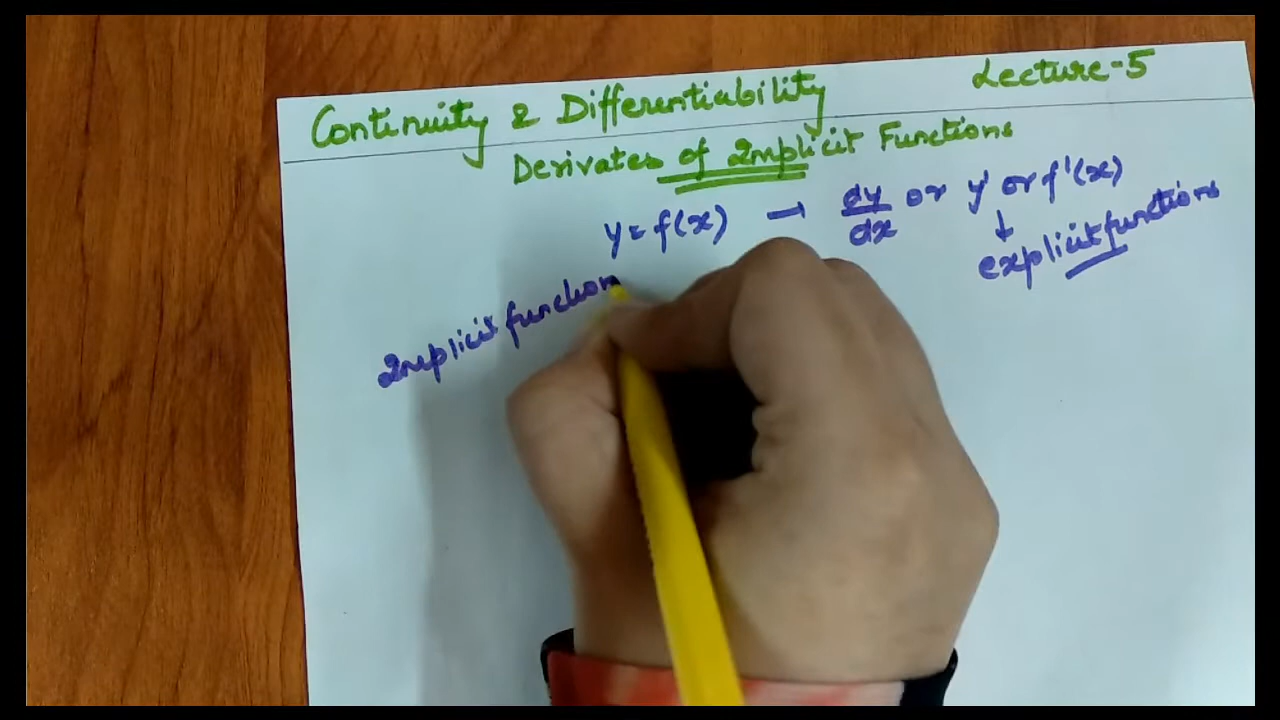 Continuity & Differentiability Lecture-5
Derivates of Implicit Functions
y = f(x) → dy/dx or y' or f'(x)
↓
explicit functions
Implicit function